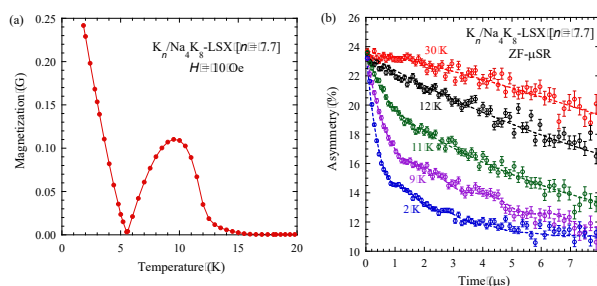 (a)
K_n/Na_4K_8-LSX [n = 7.7]
H = 10 Oe
Magnetization (G)
0.25
0.20
0.15
0.10
0.05
0.00
0 5 10 15 20
Temperature (K)
(b)
K_n/Na_4K_8-LSX [n = 7.7]
ZF-μSR
30 K
12 K
11 K
9 K
2 K
Asymmetry (%)
26
24
22
20
18
16
14
12
10
0 1 2 3 4 5 6 7
Time (μs)